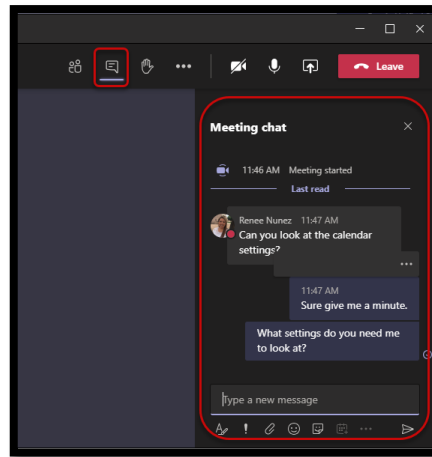 Leave
Meeting chat
11:46 AM Meeting started
Last read
Renee Nunez 11:47 AM
Can you look at the calendar
settings?
11:47 AM
Sure give me a minute.
What settings do you need me
to look at?
Type a new message